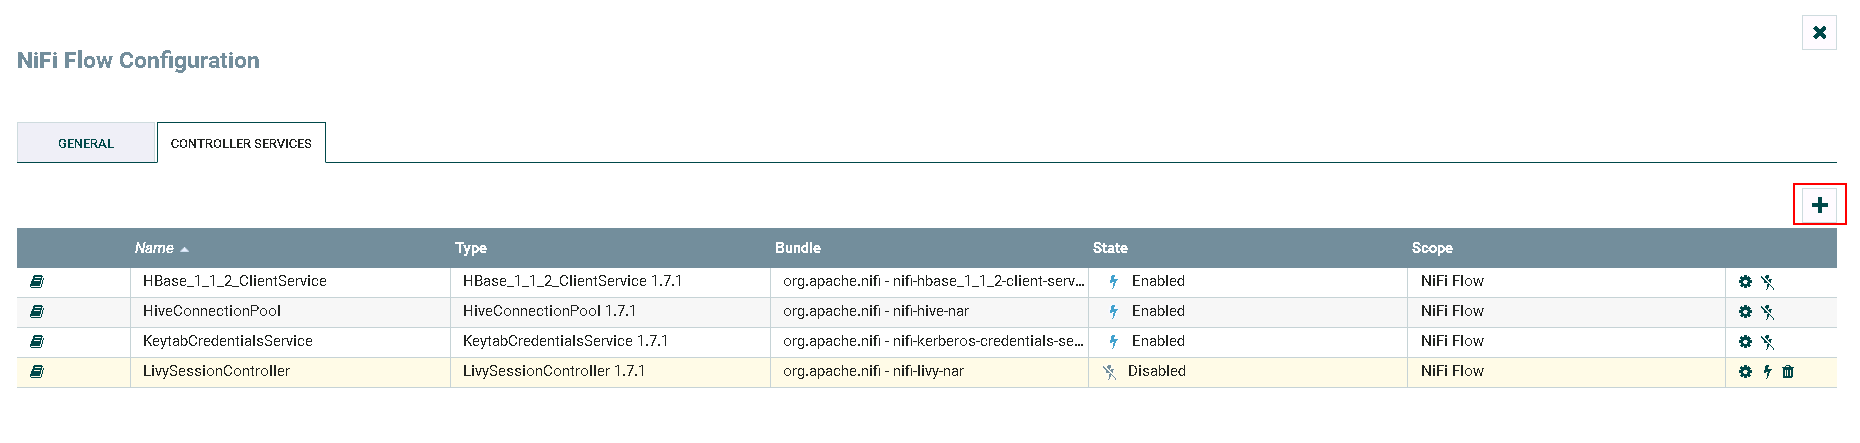 NiFi Flow Configuration
GENERAL CONTROLLER SERVICES
Name Type Bundle State Scope
HBase_1_1_2_ClientService HBase_1_1_2_ClientService 1.7.1 org.apache.nifi - nifi-hbase_1_1_2-client-serv... Enabled NiFi Flow
HiveConnectionPool HiveConnectionPool 1.7.1 org.apache.nifi - nifi-hive-nar Enabled NiFi Flow
KeytabCredentialsService KeytabCredentialsService 1.7.1 org.apache.nifi - nifi-kerberos-credentials-se... Enabled NiFi Flow
LivySessionController LivySessionController 1.7.1 org.apache.nifi - nifi-livy-nar Disabled NiFi Flow